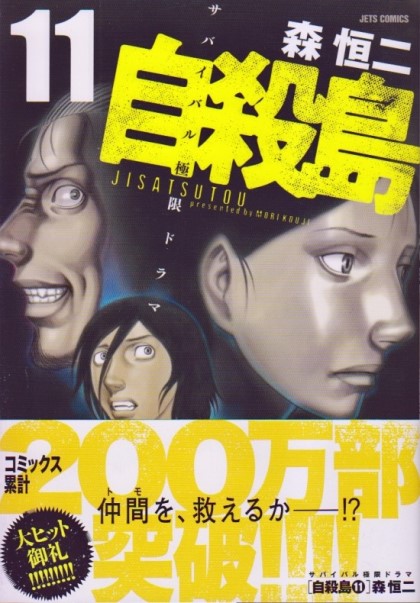 JETS COMICS
11
森 恒二
サバイバル極限ドラマ
自殺島
JISATSUTOU
presented by MORI KOUJI
コミックス
累計
200万部
突破!!!!
仲間を、救えるか——!?
トモ
大ヒット
御礼
!!!!!!!!!
サバイバル極限ドラマ
[自殺島⑪] 森 恒二